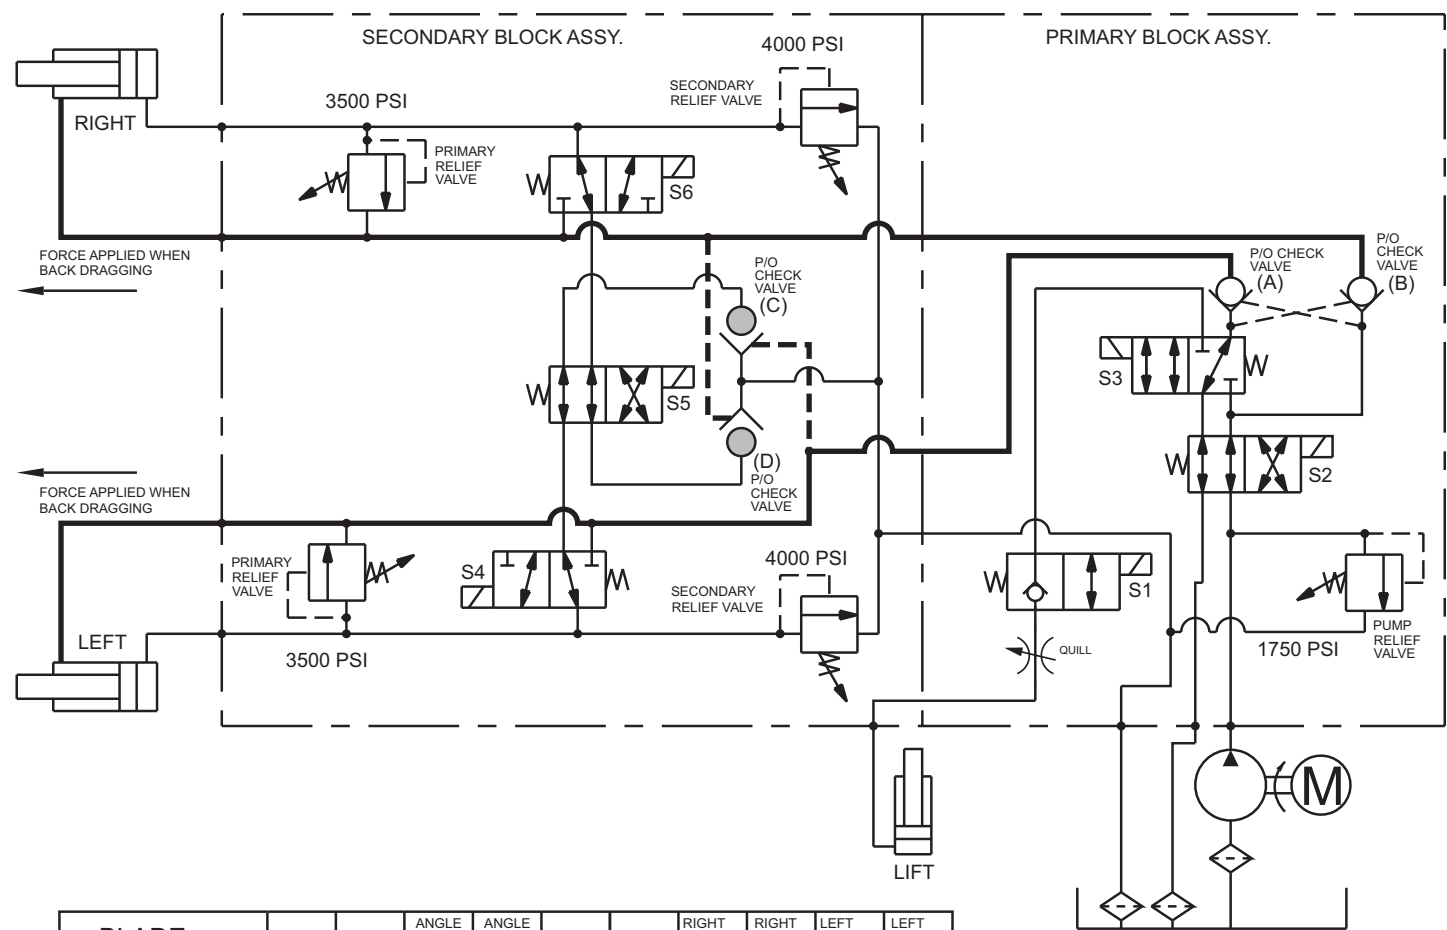 SECONDARY BLOCK ASSY.
PRIMARY BLOCK ASSY.
4000 PSI
SECONDARY
RELIEF VALVE
3500 PSI
RIGHT
PRIMARY
RELIEF
VALVE
S6
FORCE APPLIED WHEN
BACK DRAGGING
P/O
CHECK
VALVE
(C)
P/O CHECK
VALVE
(A)
P/O
CHECK
VALVE
(B)
S3
S5
(D)
P/O
CHECK
VALVE
S2
FORCE APPLIED WHEN
BACK DRAGGING
PRIMARY
RELIEF
VALVE
S4
4000 PSI
SECONDARY
RELIEF VALVE
S1
LEFT
3500 PSI
QUILL
1750 PSI
PUMP
RELIEF
VALVE
M
LIFT
ANGLE
ANGLE
RIGHT
RIGHT
LEFT
LEFT